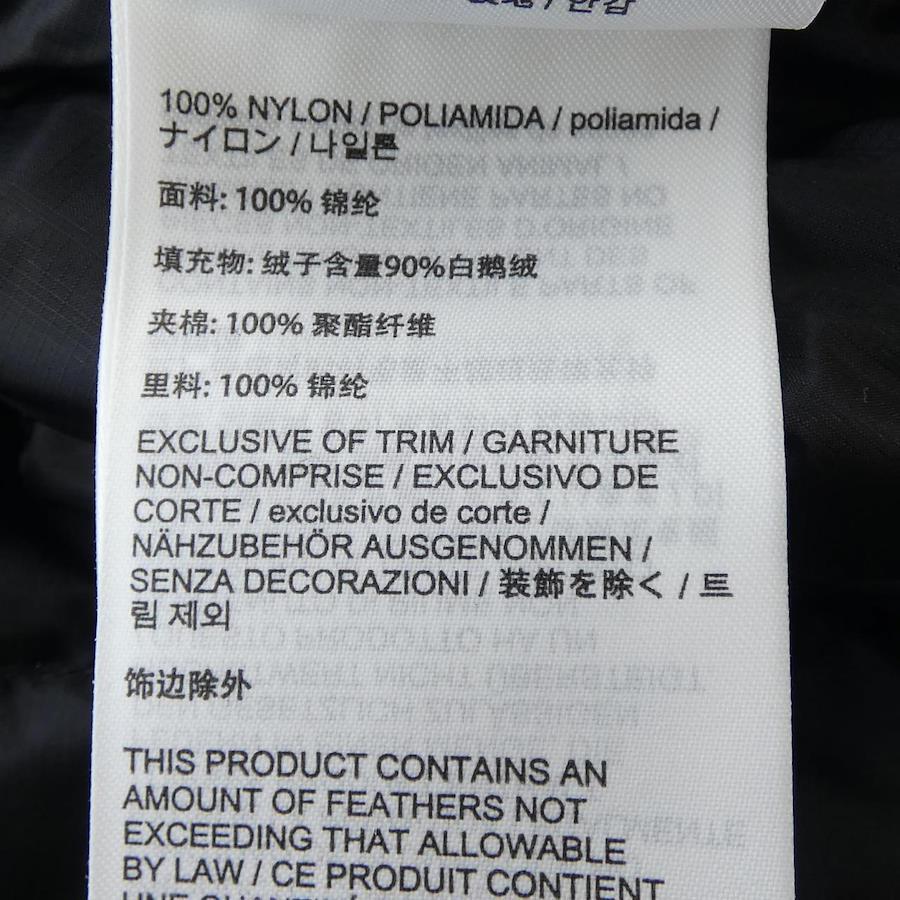 裏地 / 안감
100% NYLON / POLIAMIDA / poliamida /
ナイロン / 나일론
面料: 100% 锦纶
填充物: 绒子含量90%白鹅绒
夹棉: 100% 聚酯纤维
里料: 100% 锦纶
EXCLUSIVE OF TRIM / GARNITURE
NON-COMPRISE / EXCLUSIVO DE
CORTE / exclusivo de corte /
NÄHZUBEHÖR AUSGENOMMEN /
SENZA DECORAZIONI / 装飾を除く / 트
림 제외
饰边除外
THIS PRODUCT CONTAINS AN
AMOUNT OF FEATHERS NOT
EXCEEDING THAT ALLOWABLE
BY LAW / CE PRODUIT CONTIENT